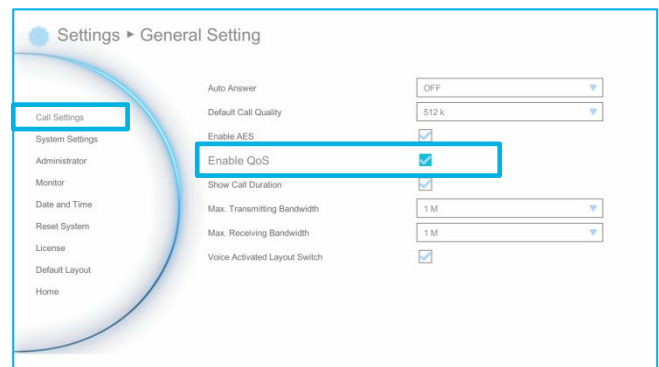 Settings ▸ General Setting
Call Settings
System Settings
Administrator
Monitor
Date and Time
Reset System
License
Default Layout
Home
Auto Answer OFF
Default Call Quality 512 k
Enable AES
Enable QoS
Show Call Duration
Max. Transmitting Bandwidth 1 M
Max. Receiving Bandwidth 1 M
Voice Activated Layout Switch